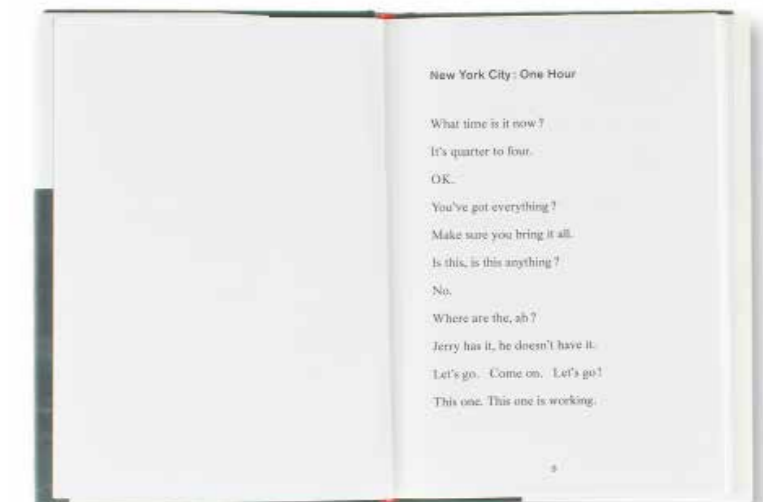 New York City: One Hour
What time is it now?
It's quarter to four.
OK.
You've got everything?
Make sure you bring it all.
Is this, is this anything?
No.
Where are the, ah?
Jerry has it, he doesn't have it.
Let's go. Come on. Let's go!
This one. This one is working.